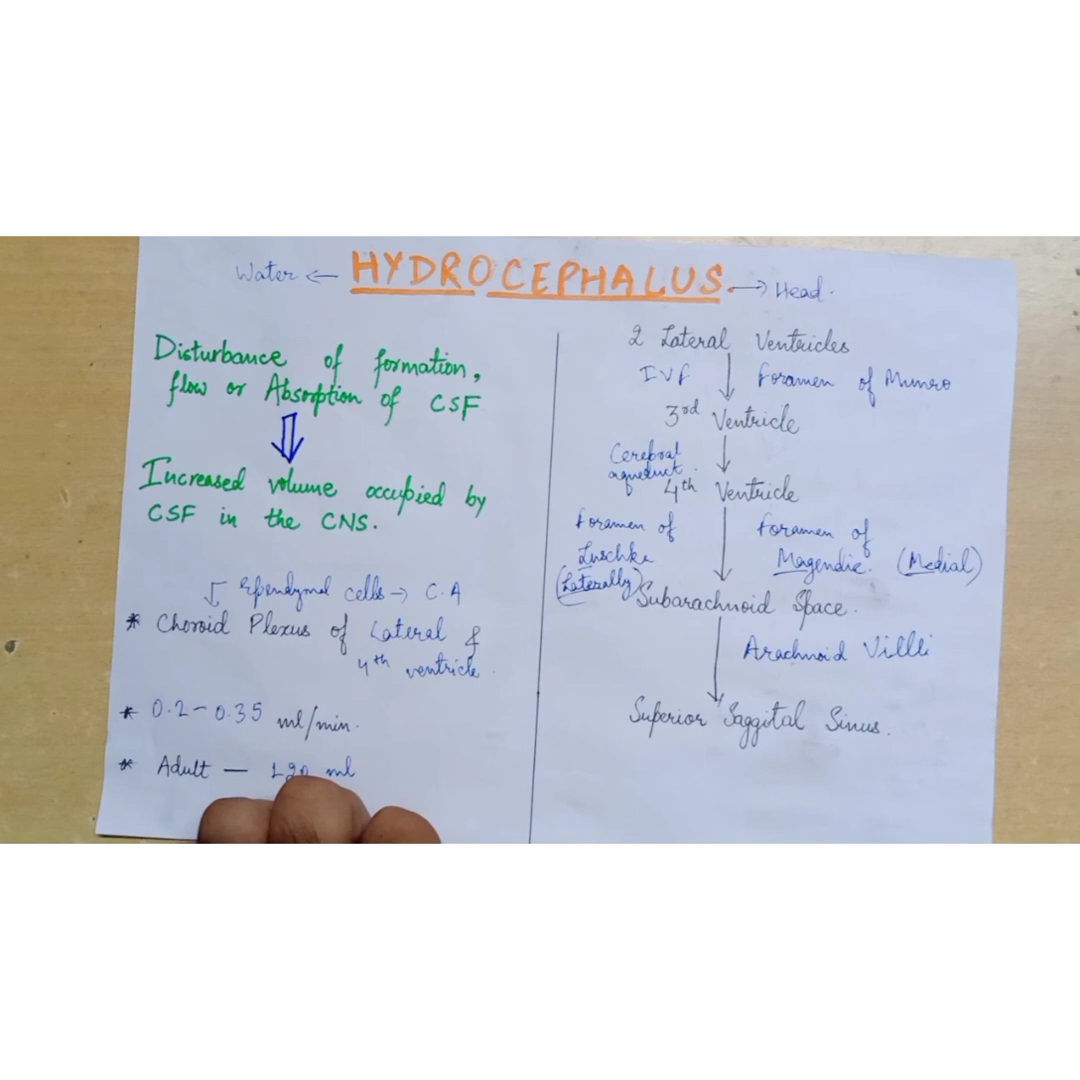 Water ← HYDROCEPHALUS → Head.
Disturbance of formation,
flow or Absorption of CSF
⇓
Increased volume occupied by
CSF in the CNS.
Ependymal cells → C.A
* Choroid Plexus of Lateral &
4th ventricle.
* 0.2 - 0.35 ml/min.
* Adult — 120 ml
2 Lateral Ventricles
IVF ↓ Foramen of Munro
3rd Ventricle
Cerebral
aqueduct. ↓
4th Ventricle
Foramen of
Luschka
(Laterally)
↓
Foramen of
Magendie. (Medial)
Subarachnoid Space.
↓ Arachnoid Villi
Superior Saggital Sinus.